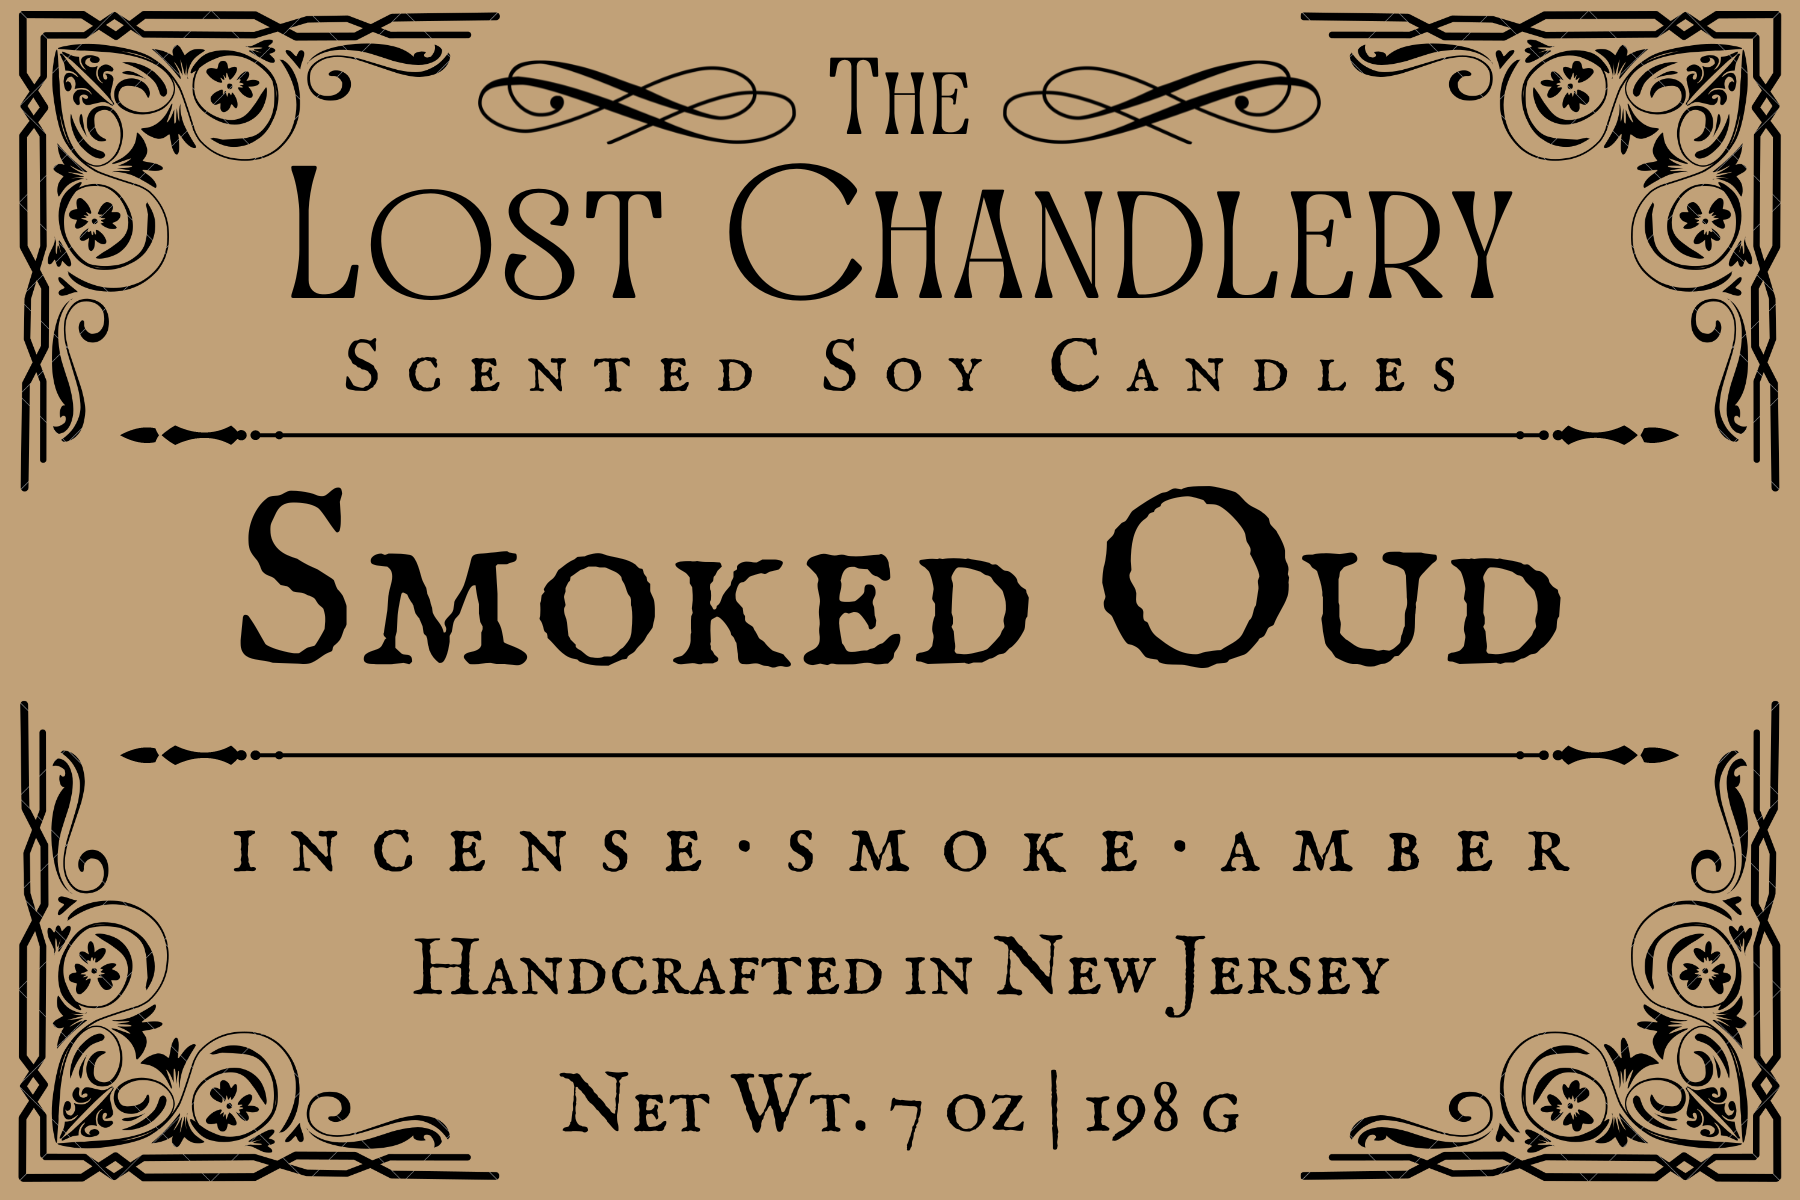 The
Lost Chandlery
Scented Soy Candles
Smoked Oud
INCENSE·SMOKE·AMBER
Handcrafted in New Jersey
Net Wt. 7 oz | 198 g